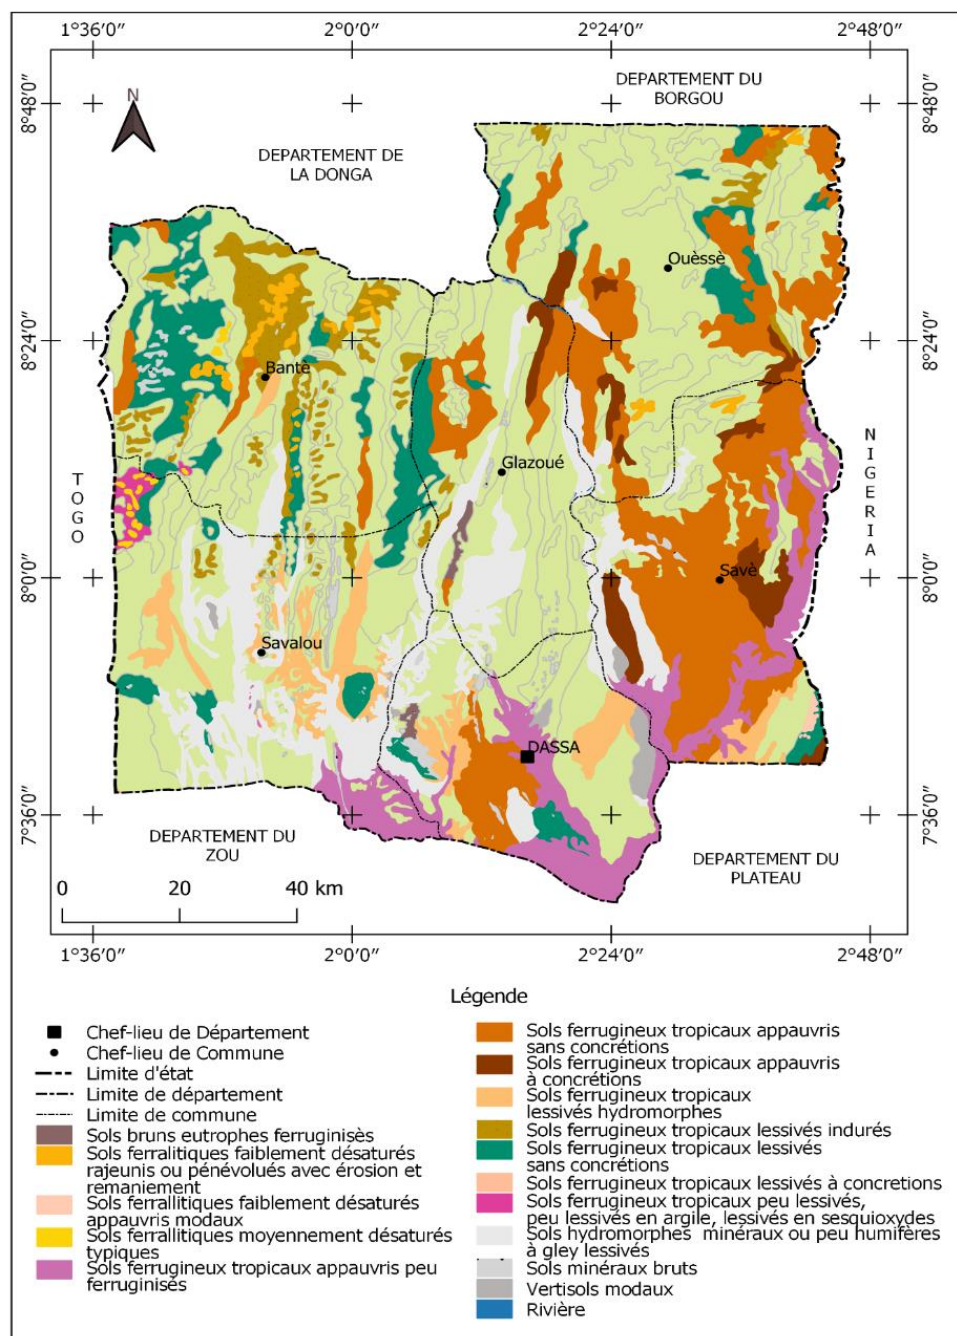 1°36'0″ 2°0'0″ 2°24'0″ 2°48'0″
8°48'0″ 8°48'0″
N
DEPARTEMENT DU
BORGOU
DEPARTEMENT DE
LA DONGA
Ouèssè
8°24'0″ 8°24'0″
Bantè
Glazoué
TOGO
NIGERIA
8°0'0″ 8°0'0″
Savè
Savalou
DASSA
7°36'0″ 7°36'0″
DEPARTEMENT DU
ZOU
DEPARTEMENT DU
PLATEAU
0 20 40 km
1°36'0″ 2°0'0″ 2°24'0″ 2°48'0″
Légende
Chef-lieu de Département
Chef-lieu de Commune
Limite d'état
Limite de département
Limite de commune
Sols bruns eutrophes ferruginisès
Sols ferralitiques faiblement désaturés
rajeunis ou pénévolués avec érosion et
remaniement
Sols ferrallitiques faiblement désaturés
appauvris modaux
Sols ferrallitiques moyennement désaturés
typiques
Sols ferrugineux tropicaux appauvris peu
ferruginisés
Sols ferrugineux tropicaux appauvris
sans concrétions
Sols ferrugineux tropicaux appauvris
à concrétions
Sols ferrugineux tropicaux
lessivés hydromorphes
Sols ferrugineux tropicaux lessivés indurés
Sols ferrugineux tropicaux lessivés
sans concrétions
Sols ferrugineux tropicaux lessivés à concretions
Sols ferrugineux tropicaux peu lessivés,
peu lessivés en argile, lessivés en sesquioxydes
Sols hydromorphes minéraux ou peu humifères
à gley lessivés
Sols minéraux bruts
Vertisols modaux
Rivière